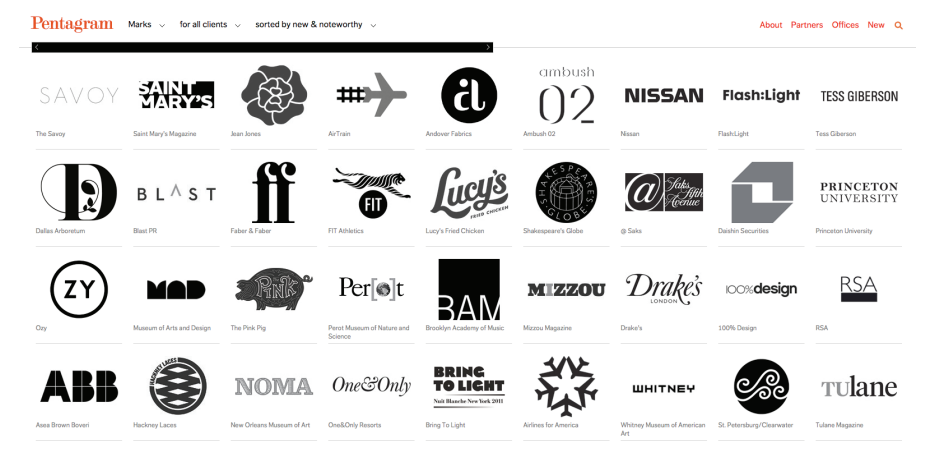 Pentagram Marks for all clients sorted by new & noteworthy About Partners Offices New
SAVOY
SAINT
MARY'S
ambush
02
NISSAN
Flash:Light
TESS GIBERSON
The Savoy
Saint Mary's Magazine
Jean Jones
AirTrain
Andover Fabrics
Ambush 02
Nissan
Flash:Light
Tess Giberson
D
BLAST
ff
FIT
Lucy's
FRIED CHICKEN
SHAKESPEARE'S GLOBE
@
Saks
Fifth
Avenue
PRINCETON
UNIVERSITY
Dallas Arboretum
Blast PR
Faber & Faber
FIT Athletics
Lucy's Fried Chicken
Shakespeare's Globe
@ Saks
Daishin Securities
Princeton University
ZY
MAD
The PINK
Per[o]t
BAM
MIZZOU
Drake's
LONDON
100% design
RSA
Ozy
Museum of Arts and Design
The Pink Pig
Perot Museum of Nature and
Science
Brooklyn Academy of Music
Mizzou Magazine
Drake's
100% Design
RSA
ABB
HACKNEY LACES
NOMA
One&Only
BRING
TO LIGHT
Nuit Blanche New York 2011
WHITNEY
TUlane
Asea Brown Boveri
Hackney Laces
New Orleans Museum of Art
One&Only Resorts
Bring To Light
Airlines for America
Whitney Museum of American
Art
St. Petersburg/Clearwater
Tulane Magazine